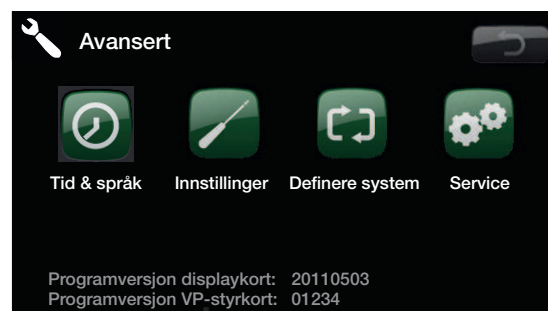 Avansert
Tid & språk Innstillinger Definere system Service
Programversjon displaykort: 20110503
Programversjon VP-styrkort: 01234